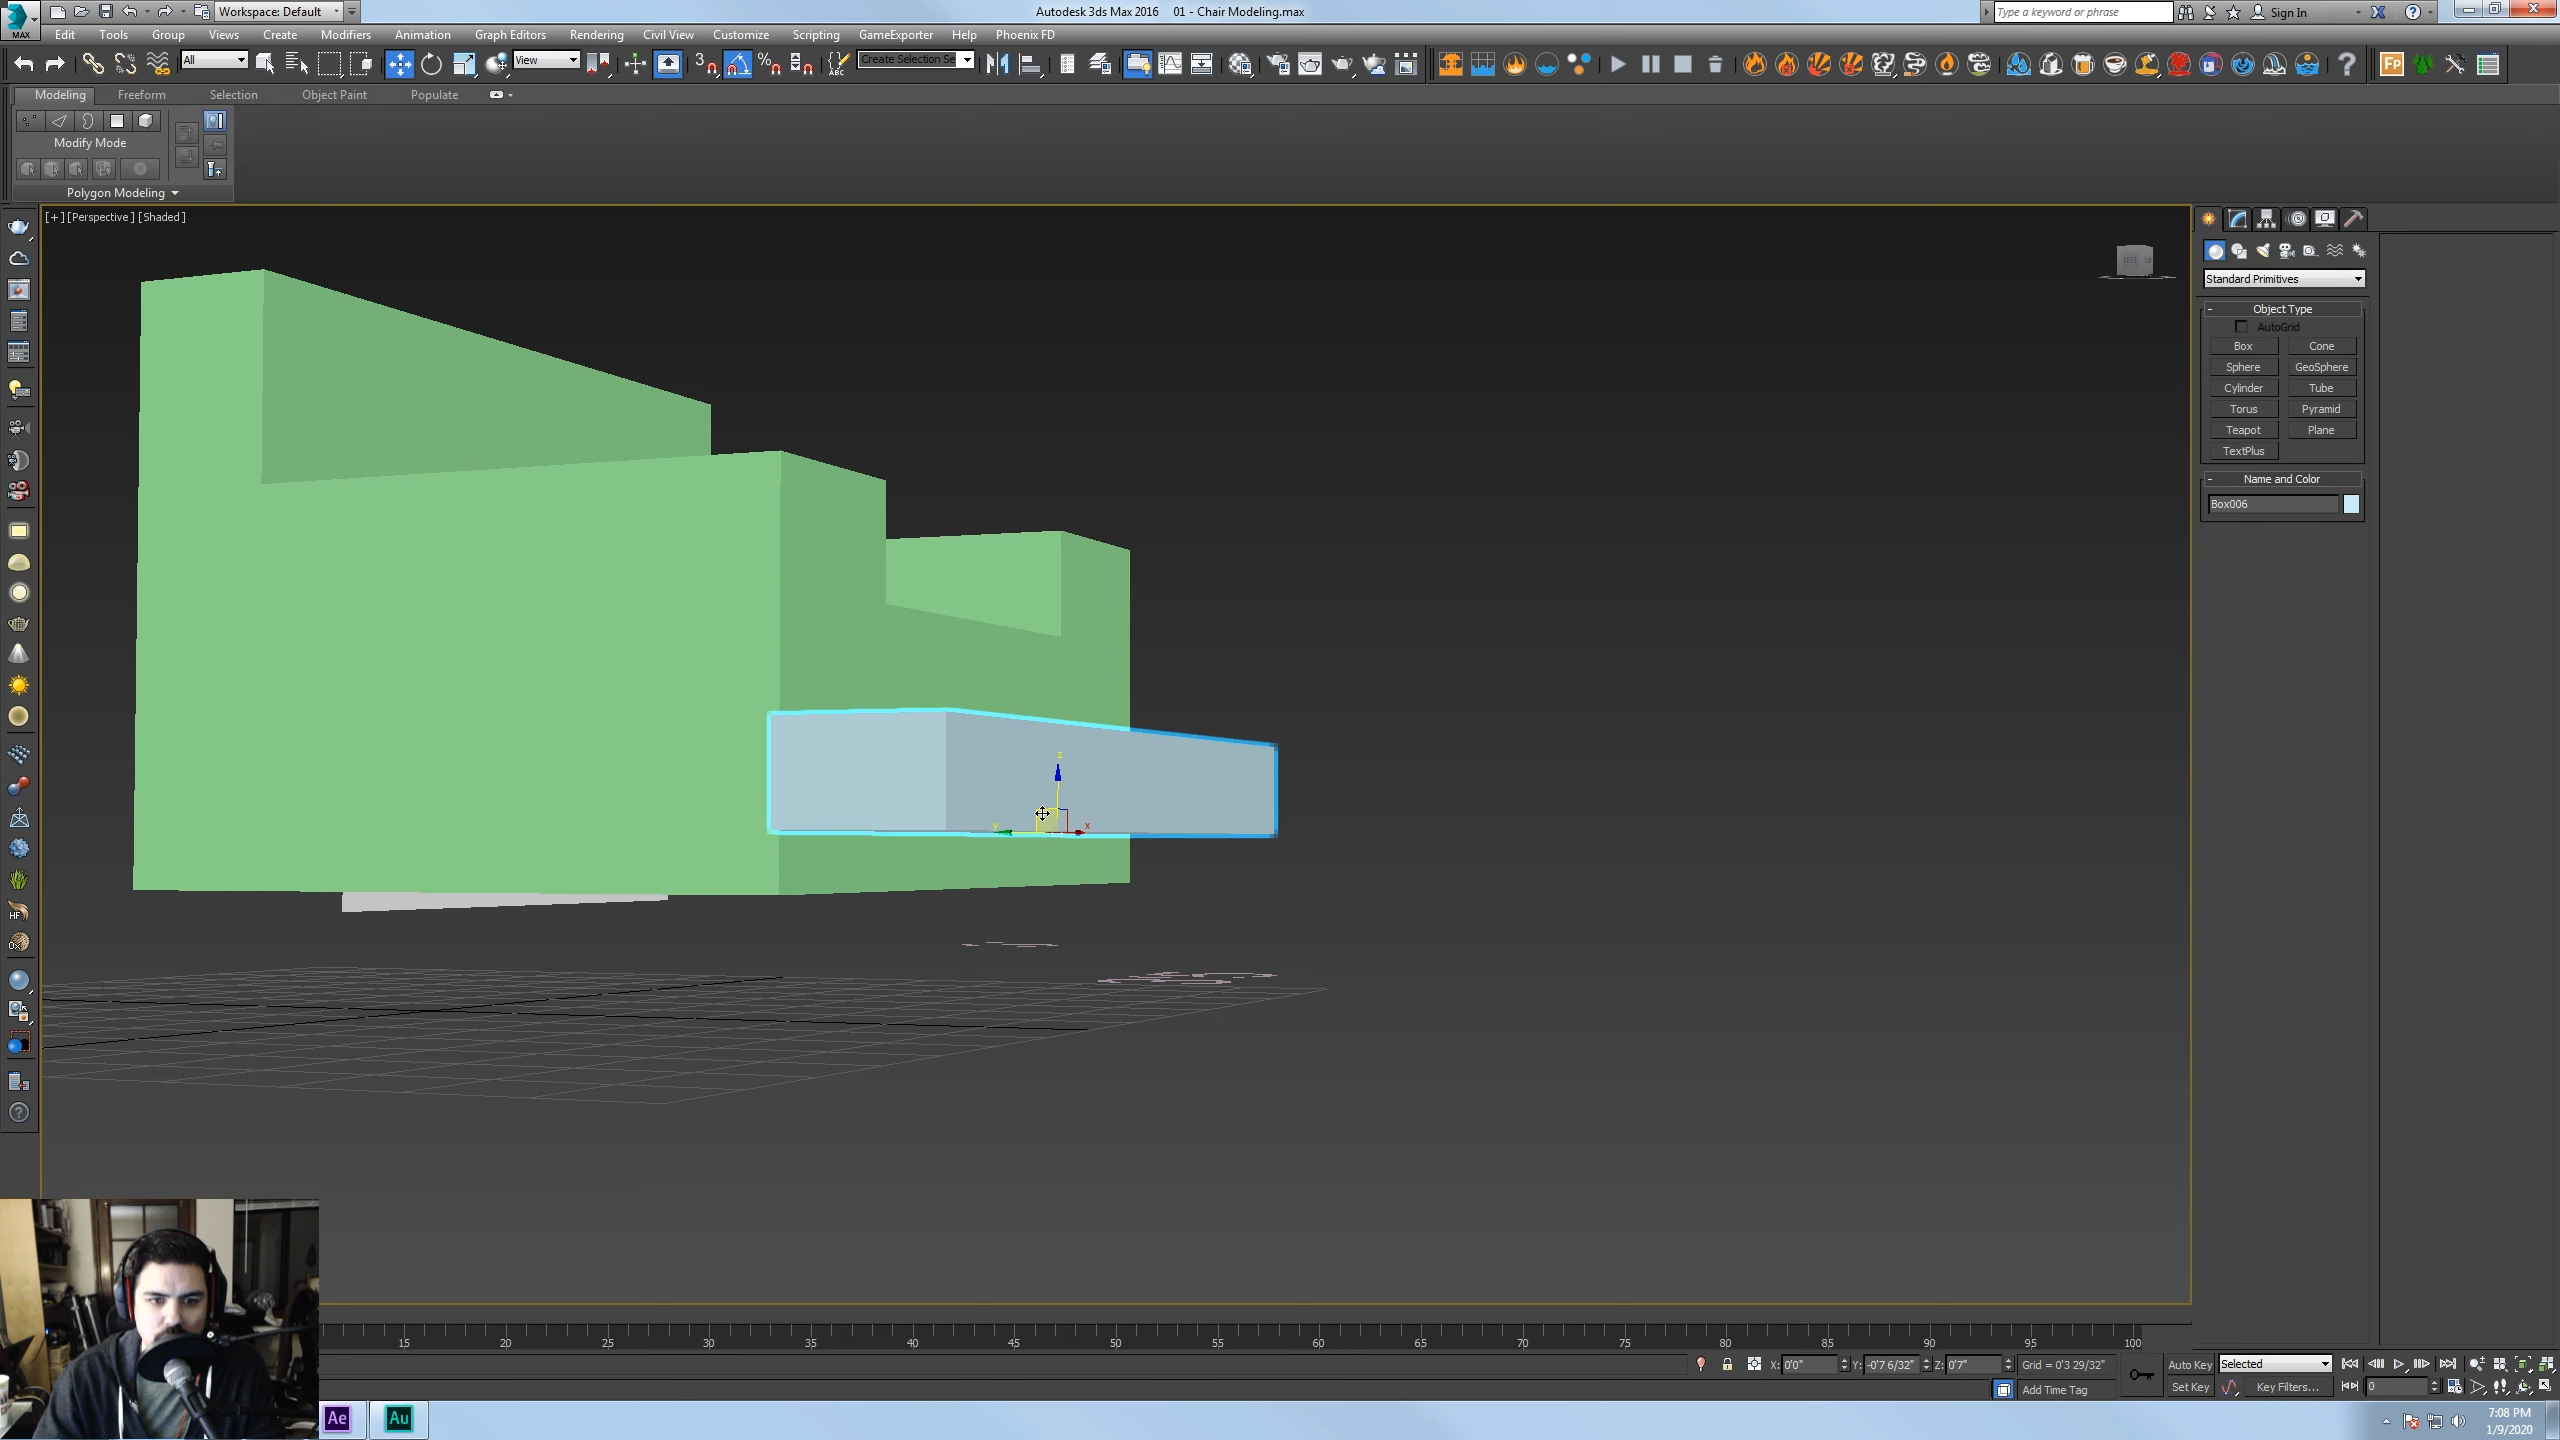 Workspace: Default
Autodesk 3ds Max 2016    01 - Chair Modeling.max
Type a keyword or phrase
Sign In
MAX
Edit Tools Group Views Create Modifiers Animation Graph Editors Rendering Civil View Customize Scripting GameExporter Help Phoenix FD
All
View
3
ABC
Create Selection Se
FP
Modeling Freeform Selection Object Paint Populate
Modify Mode
Polygon Modeling
[+] [Perspective] [Shaded]
LEFT
Standard Primitives
- Object Type
AutoGrid
Box Cone
Sphere GeoSphere
Cylinder Tube
Torus Pyramid
Teapot Plane
TextPlus
- Name and Color
Box006
z
y
x
HF
15 20 25 30 35 40 45 50 55 60 65 70 75 80 85 90 95 100
X: 0'0" Y: -0'7 6/32" Z: 0'7" Grid = 0'3 29/32"
Auto Key Selected
Add Time Tag
Set Key Key Filters... 0
Ae
Au
7:08 PM
1/9/2020